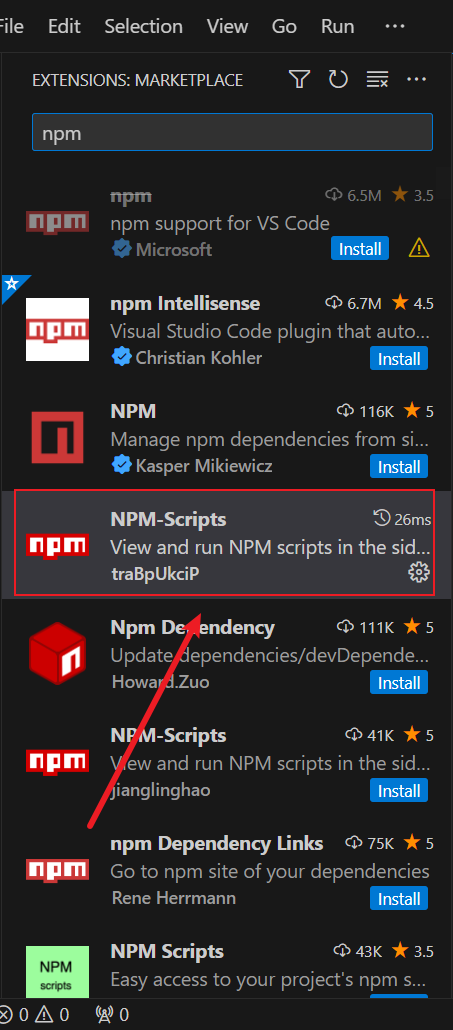 File Edit Selection View Go Run ···
EXTENSIONS: MARKETPLACE
npm
npm 6.5M 3.5
npm support for VS Code
Microsoft Install
npm Intellisense 6.7M 4.5
Visual Studio Code plugin that auto...
Christian Kohler Install
NPM 116K 5
Manage npm dependencies from si...
Kasper Mikiewicz Install
NPM-Scripts 26ms
View and run NPM scripts in the sid...
traBpUkciP
Npm Dependency 111K 5
Update dependencies/devDepende...
Howard.Zuo Install
NPM-Scripts 41K 5
View and run NPM scripts in the sid...
jianglinghao Install
npm Dependency Links 75K 5
Go to npm site of your dependencies
Rene Herrmann Install
NPM Scripts 43K 3.5
Easy access to your project's npm s...
npm
npm
npm
npm
npm
NPM
scripts
0 0 0